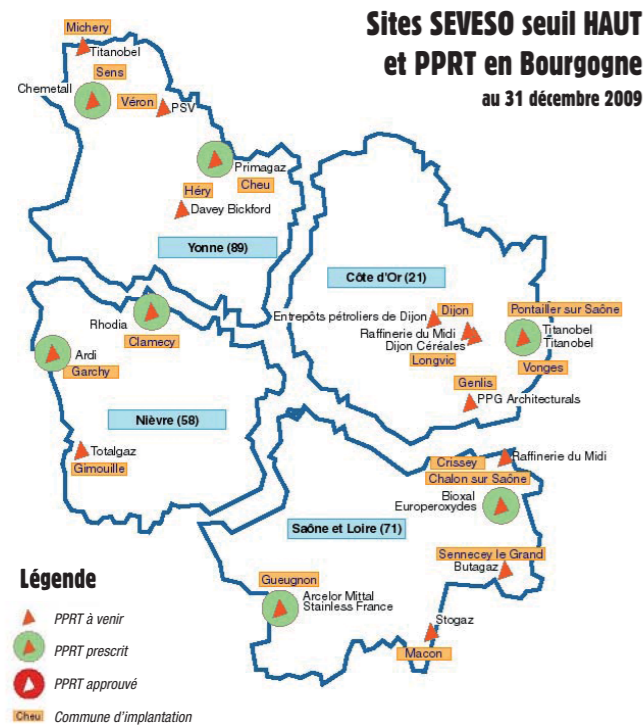 Sites SEVESO seuil HAUT
et PPRT en Bourgogne
au 31 décembre 2009
Michery
Titanobel
Sens
Chemetall
Véron
PSV
Primagaz
Cheu
Héry
Davey Bickford
Yonne (89)
Côte d'Or (21)
Entrepôts pétroliers de Dijon
Dijon
Raffinerie du Midi
Dijon Céréales
Longvic
Pontailler sur Saône
Titanobel
Titanobel
Vonges
Genlis
PPG Architecturals
Rhodia
Clamecy
Ardi
Garchy
Nièvre (58)
Totalgaz
Gimouille
Crissey
Raffinerie du Midi
Chalon sur Saône
Bioxal
Europeroxydes
Saône et Loire (71)
Sennecey le Grand
Butagaz
Gueugnon
Arcelor Mittal
Stainless France
Stogaz
Macon
Légende
PPRT à venir
PPRT prescrit
PPRT approuvé
Cheu Commune d'implantation